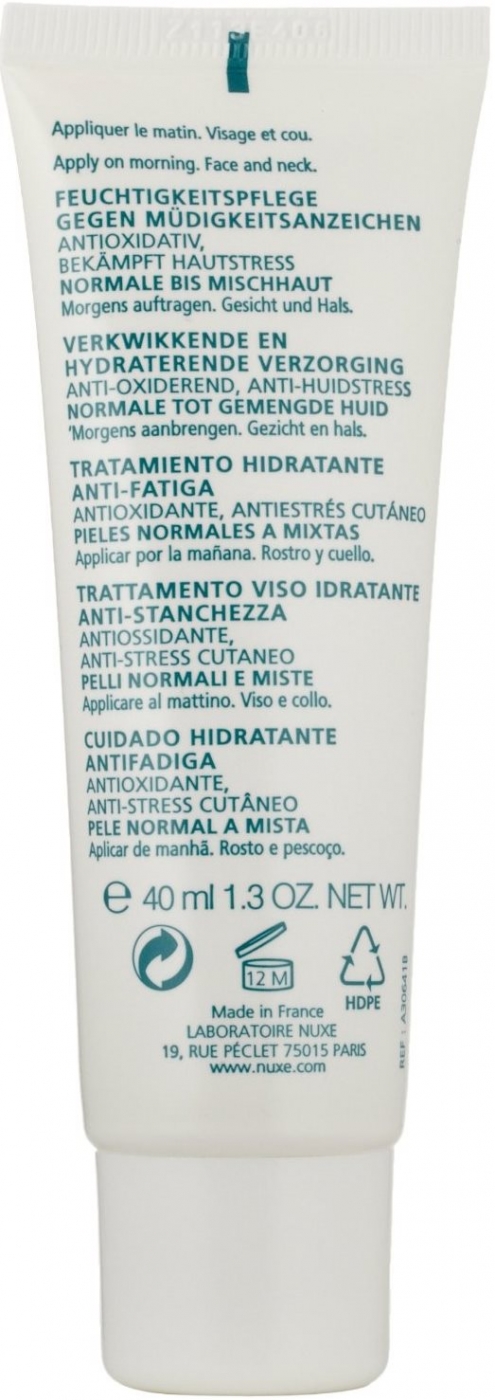 Appliquer le matin. Visage et cou.
Apply on morning. Face and neck.
FEUCHTIGKEITSPFLEGE
GEGEN MÜDIGKEITSANZEICHEN
ANTIOXIDATIV,
BEKÄMPFT HAUTSTRESS
NORMALE BIS MISCHHAUT
Morgens auftragen. Gesicht und Hals.
VERKWIKKENDE EN
HYDRATERENDE VERZORGING
ANTI-OXIDEREND, ANTI-HUIDSTRESS
NORMALE TOT GEMENGDE HUID
'Morgens aanbrengen. Gezicht en hals.
TRATAMIENTO HIDRATANTE
ANTI-FATIGA
ANTIOXIDANTE, ANTIESTRÉS CUTÁNEO
PIELES NORMALES A MIXTAS
Applicar por la mañana. Rostro y cuello.
TRATTAMENTO VISO IDRATANTE
ANTI-STANCHEZZA
ANTIOSSIDANTE,
ANTI-STRESS CUTANEO
PELLI NORMALI E MISTE
Applicare al mattino. Viso e collo.
CUIDADO HIDRATANTE
ANTIFADIGA
ANTIOXIDANTE,
ANTI-STRESS CUTÂNEO
PELE NORMAL A MISTA
Aplicar de manhã. Rosto e pescoço.
e 40 ml 1.3 OZ. NET WT.
12 M
HDPE
REF : A306418
Made in France
LABORATOIRE NUXE
19, RUE PÉCLET 75015 PARIS
www.nuxe.com